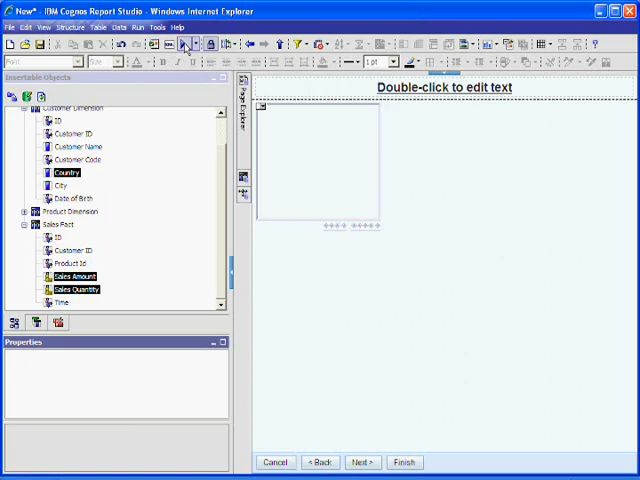 New* - IBM Cognos Report Studio - Windows Internet Explorer
File Edit View Structure Table Data Run Tools Help
Font Size 1 pt
Insertable Objects
Customer Dimension
ID
Customer ID
Customer Name
Customer Code
Country
City
Date of Birth
Product Dimension
Sales Fact
ID
Customer ID
Product Id
Sales Amount
Sales Quantity
Time
Properties
Page Explorer
Double-click to edit text
Cancel < Back Next > Finish